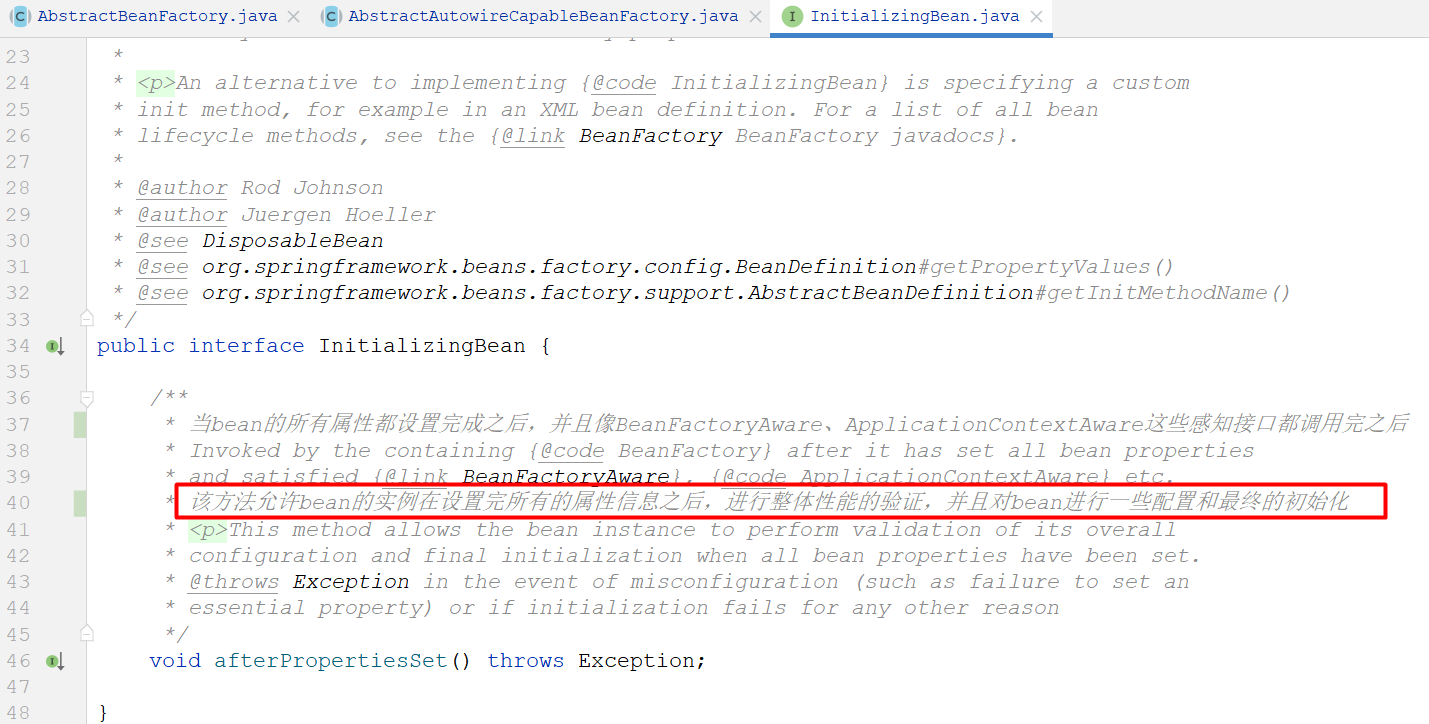 AbstractBeanFactory.java AbstractAutowireCapableBeanFactory.java InitializingBean.java
23 *
24 * <p>An alternative to implementing {@code InitializingBean} is specifying a custom
25 * init method, for example in an XML bean definition. For a list of all bean
26 * lifecycle methods, see the {@link BeanFactory BeanFactory javadocs}.
27 *
28 * @author Rod Johnson
29 * @author Juergen Hoeller
30 * @see DisposableBean
31 * @see org.springframework.beans.factory.config.BeanDefinition#getPropertyValues()
32 * @see org.springframework.beans.factory.support.AbstractBeanDefinition#getInitMethodName()
33 */
34 public interface InitializingBean {
35
36 /**
37 * 当bean的所有属性都设置完成之后，并且像BeanFactoryAware、ApplicationContextAware这些感知接口都调用完之后
38 * Invoked by the containing {@code BeanFactory} after it has set all bean properties
39 * and satisfied {@link BeanFactoryAware}, {@code ApplicationContextAware} etc.
40 * 该方法允许bean的实例在设置完所有的属性信息之后，进行整体性能的验证，并且对bean进行一些配置和最终的初始化
41 * <p>This method allows the bean instance to perform validation of its overall
42 * configuration and final initialization when all bean properties have been set.
43 * @throws Exception in the event of misconfiguration (such as failure to set an
44 * essential property) or if initialization fails for any other reason
45 */
46 void afterPropertiesSet() throws Exception;
47
48 }